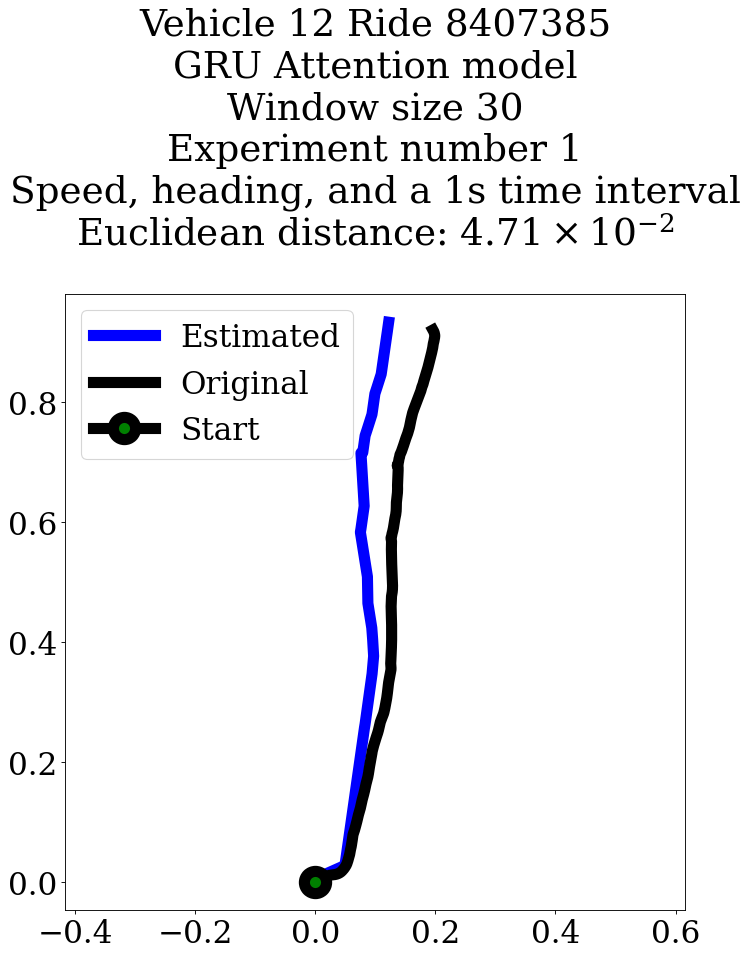 Vehicle 12 Ride 8407385
GRU Attention model
Window size 30
Experiment number 1
Speed, heading, and a 1s time interval
Euclidean distance: 4.71 × 10⁻²
Estimated
Original
Start
0.8
0.6
0.4
0.2
0.0
−0.4 −0.2 0.0 0.2 0.4 0.6